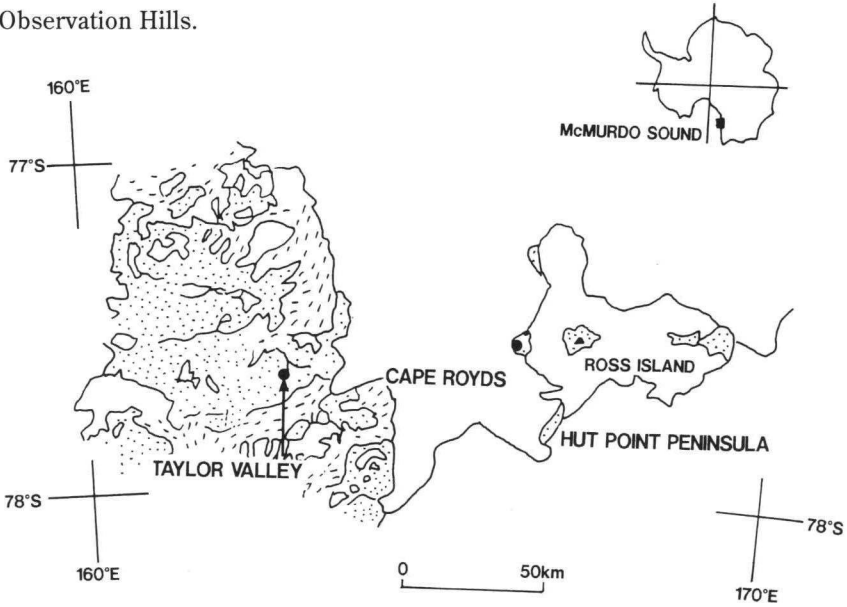 Observation Hills.
160°E
McMURDO SOUND
77°S
CAPE ROYDS
ROSS ISLAND
HUT POINT PENINSULA
TAYLOR VALLEY
78°S
78°S
160°E
0 50km
170°E